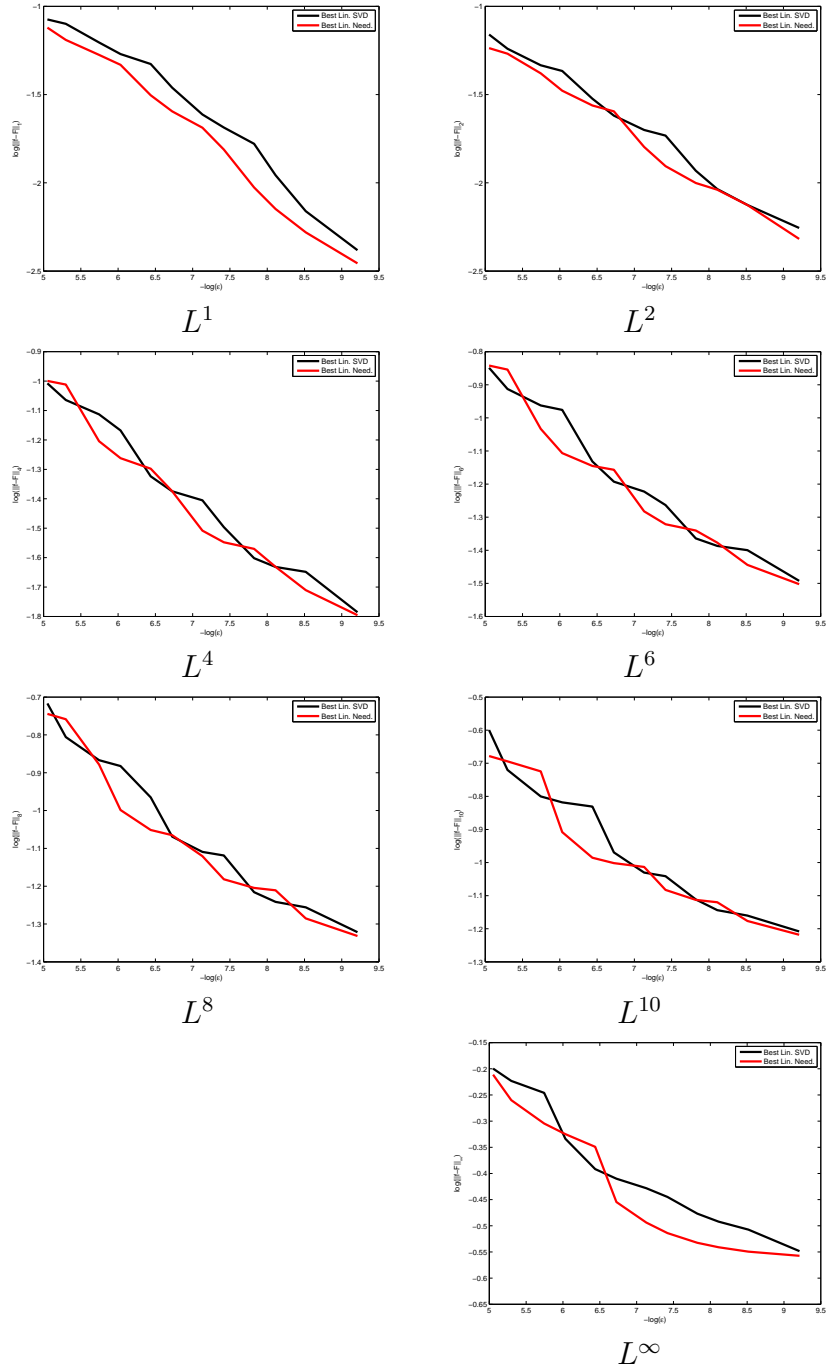 −1
Best Lin. SVD
Best Lin. Need.
−1.5
log(||f−F||1)
−2
−2.5
5 5.5 6 6.5 7 7.5 8 8.5 9 9.5
−log(ε)
L^1
−1
Best Lin. SVD
Best Lin. Need.
−1.5
log(||f−F||2)
−2
−2.5
5 5.5 6 6.5 7 7.5 8 8.5 9 9.5
−log(ε)
L^2
−0.9
Best Lin. SVD
Best Lin. Need.
−1
−1.1
−1.2
−1.3
log(||f−F||4)
−1.4
−1.5
−1.6
−1.7
−1.8
5 5.5 6 6.5 7 7.5 8 8.5 9 9.5
−log(ε)
L^4
−0.8
Best Lin. SVD
Best Lin. Need.
−0.9
−1
−1.1
log(||f−F||6)
−1.2
−1.3
−1.4
−1.5
−1.6
5 5.5 6 6.5 7 7.5 8 8.5 9 9.5
−log(ε)
L^6
−0.7
Best Lin. SVD
Best Lin. Need.
−0.8
−0.9
−1
log(||f−F||8)
−1.1
−1.2
−1.3
−1.4
5 5.5 6 6.5 7 7.5 8 8.5 9 9.5
−log(ε)
L^8
−0.5
Best Lin. SVD
Best Lin. Need.
−0.6
−0.7
−0.8
log(||f−F||10)
−0.9
−1
−1.1
−1.2
−1.3
5 5.5 6 6.5 7 7.5 8 8.5 9 9.5
−log(ε)
L^10
−0.15
Best Lin. SVD
Best Lin. Need.
−0.2
−0.25
−0.3
−0.35
log(||f−F||∞)
−0.4
−0.45
−0.5
−0.55
−0.6
−0.65
5 5.5 6 6.5 7 7.5 8 8.5 9 9.5
−log(ε)
L^∞